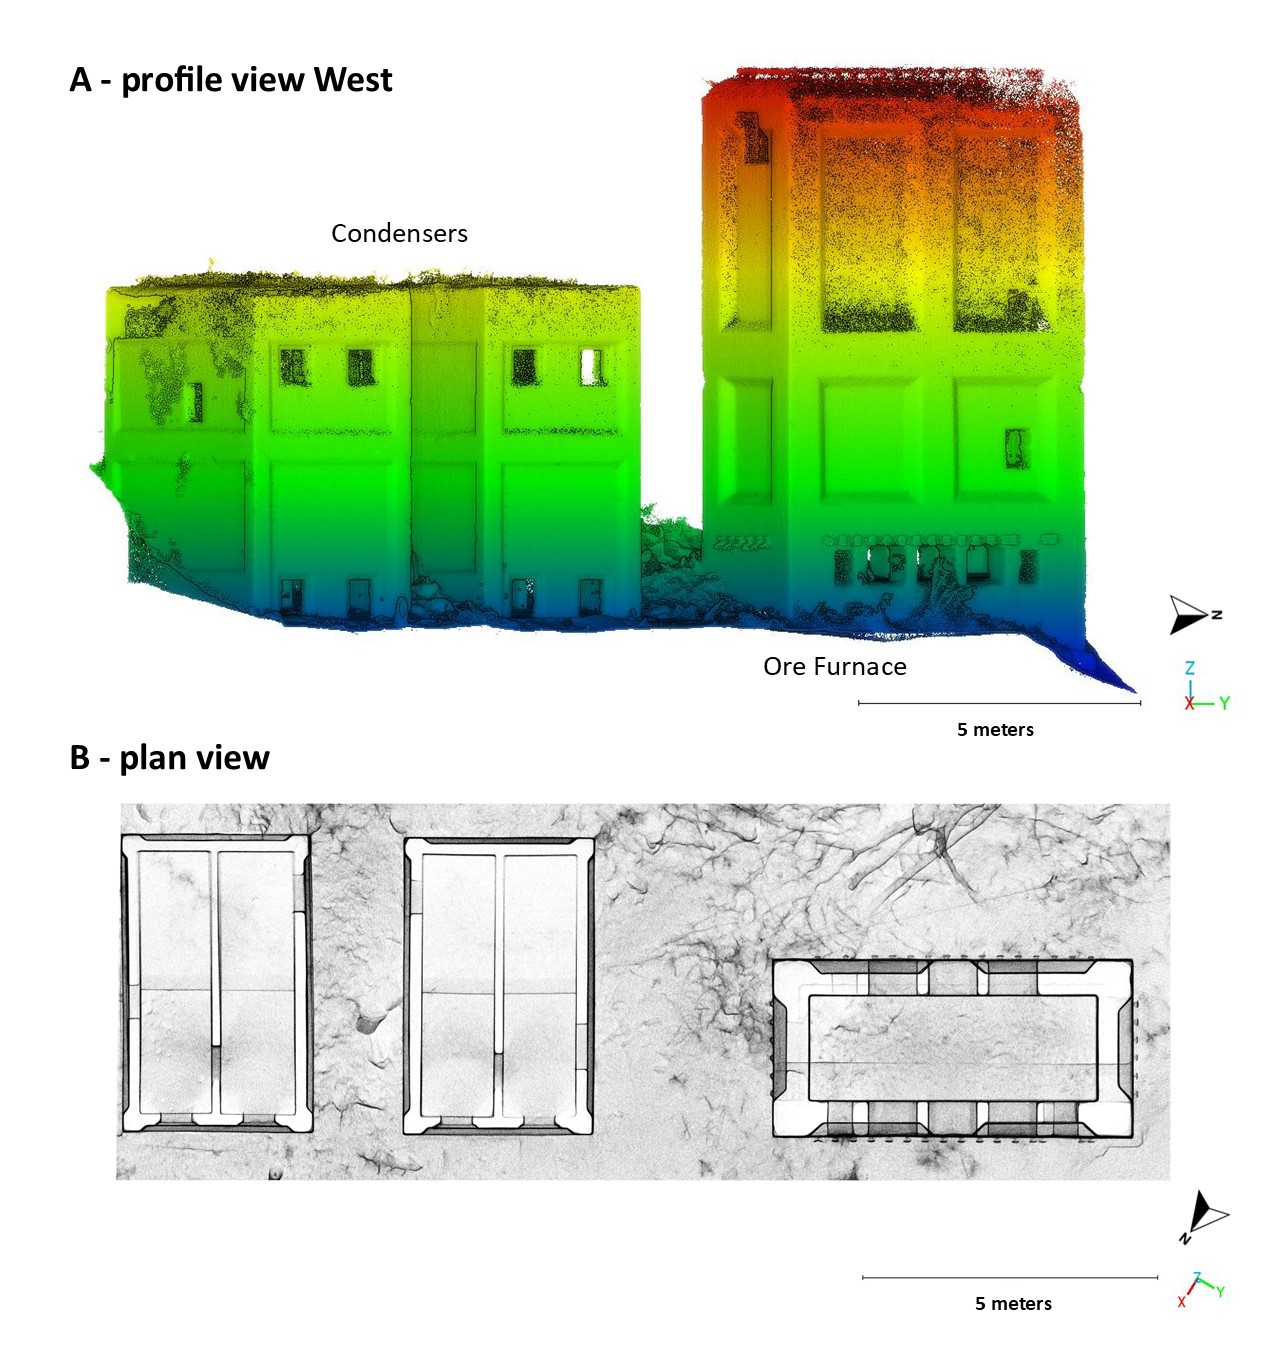 A - profile view West
Condensers
N
Z
X Y
Ore Furnace
5 meters
B - plan view
N
Z
X Y
5 meters